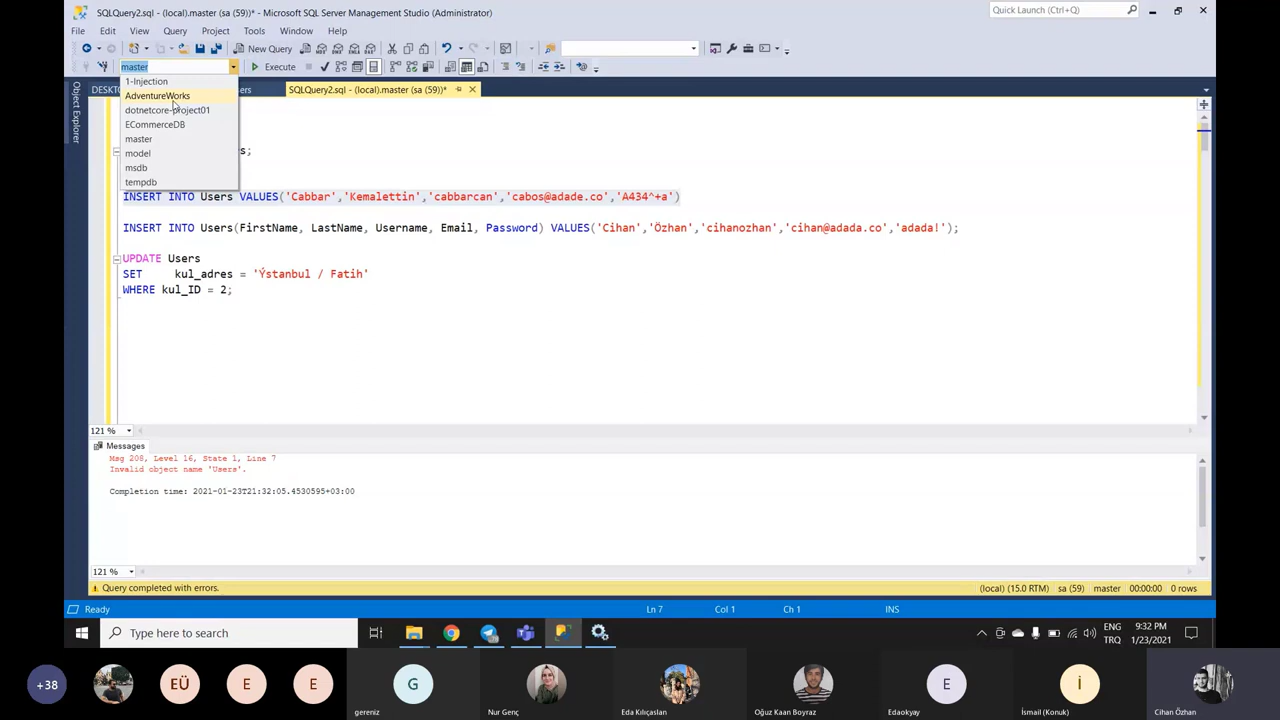 SQLQuery2.sql - (local).master (sa (59))* - Microsoft SQL Server Management Studio (Administrator)
Quick Launch (Ctrl+Q)
File Edit View Query Project Tools Window Help
New Query
master
Execute
Object Explorer
DESKTO
ers
SQLQuery2.sql - (local).master (sa (59))*
1-Injection
AdventureWorks
dotnetcore-project01
ECommerceDB
master
model
msdb
tempdb
s;
INSERT INTO Users VALUES('Cabbar','Kemalettin','cabbarcan','cabos@adade.co','A434^+a')
INSERT INTO Users(FirstName, LastName, Username, Email, Password) VALUES('Cihan','Özhan','cihanozhan','cihan@adada.co','adada!');
UPDATE Users
SET kul_adres = 'Ýstanbul / Fatih'
WHERE kul_ID = 2;
121 %
Messages
Msg 208, Level 16, State 1, Line 7
Invalid object name 'Users'.
Completion time: 2021-01-23T21:32:05.4530595+03:00
121 %
Query completed with errors.
(local) (15.0 RTM) sa (59) master 00:00:00 0 rows
Ready
Ln 7 Col 1 Ch 1 INS
Type here to search
ENG
TRQ
9:32 PM
1/23/2021
+38
EÜ
E
E
G
E
İ
gereniz
Nur Genç
Eda Kılıçaslan
Oğuz Kaan Boyraz
Edaokyay
İsmail (Konuk)
Cihan Özhan